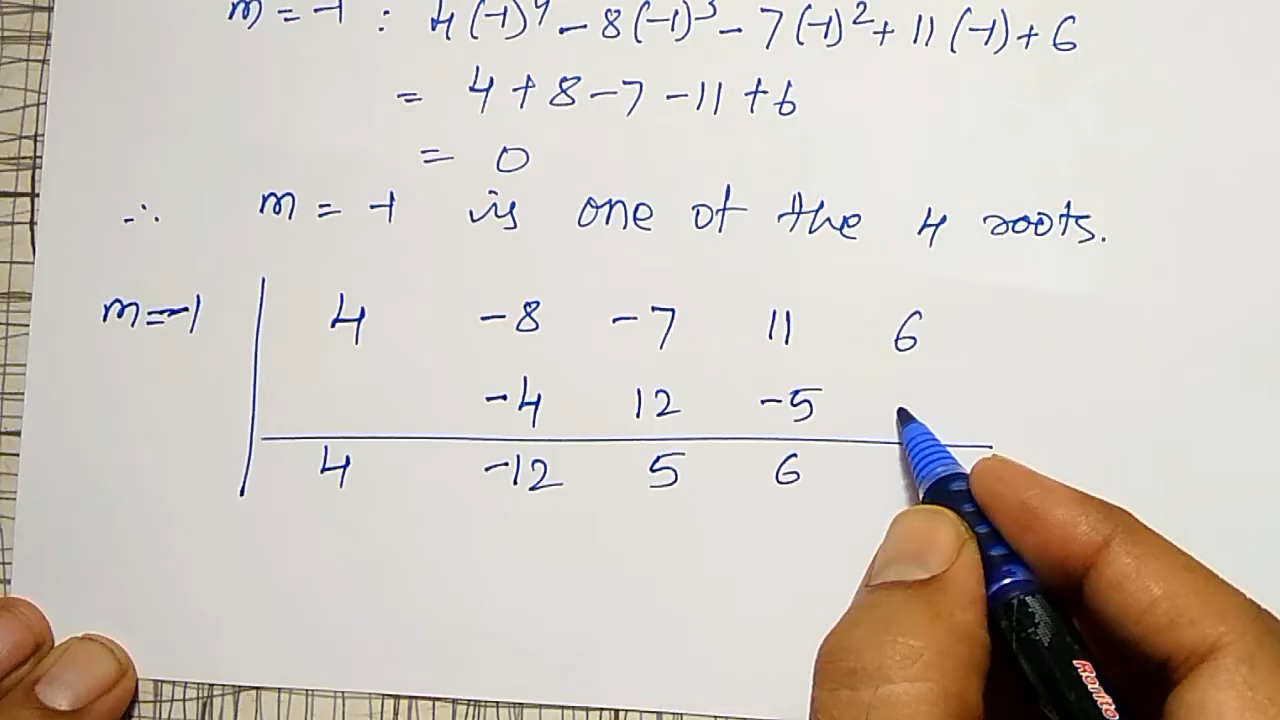 m = -1 : 4(-1)⁴ - 8(-1)³ - 7(-1)² + 11(-1) + 6
= 4 + 8 - 7 - 11 + 6
= 0
∴ m = -1 is one of the 4 roots.
m = -1 4 -8 -7 11 6
-4 12 -5
4 -12 5 6
Rorito